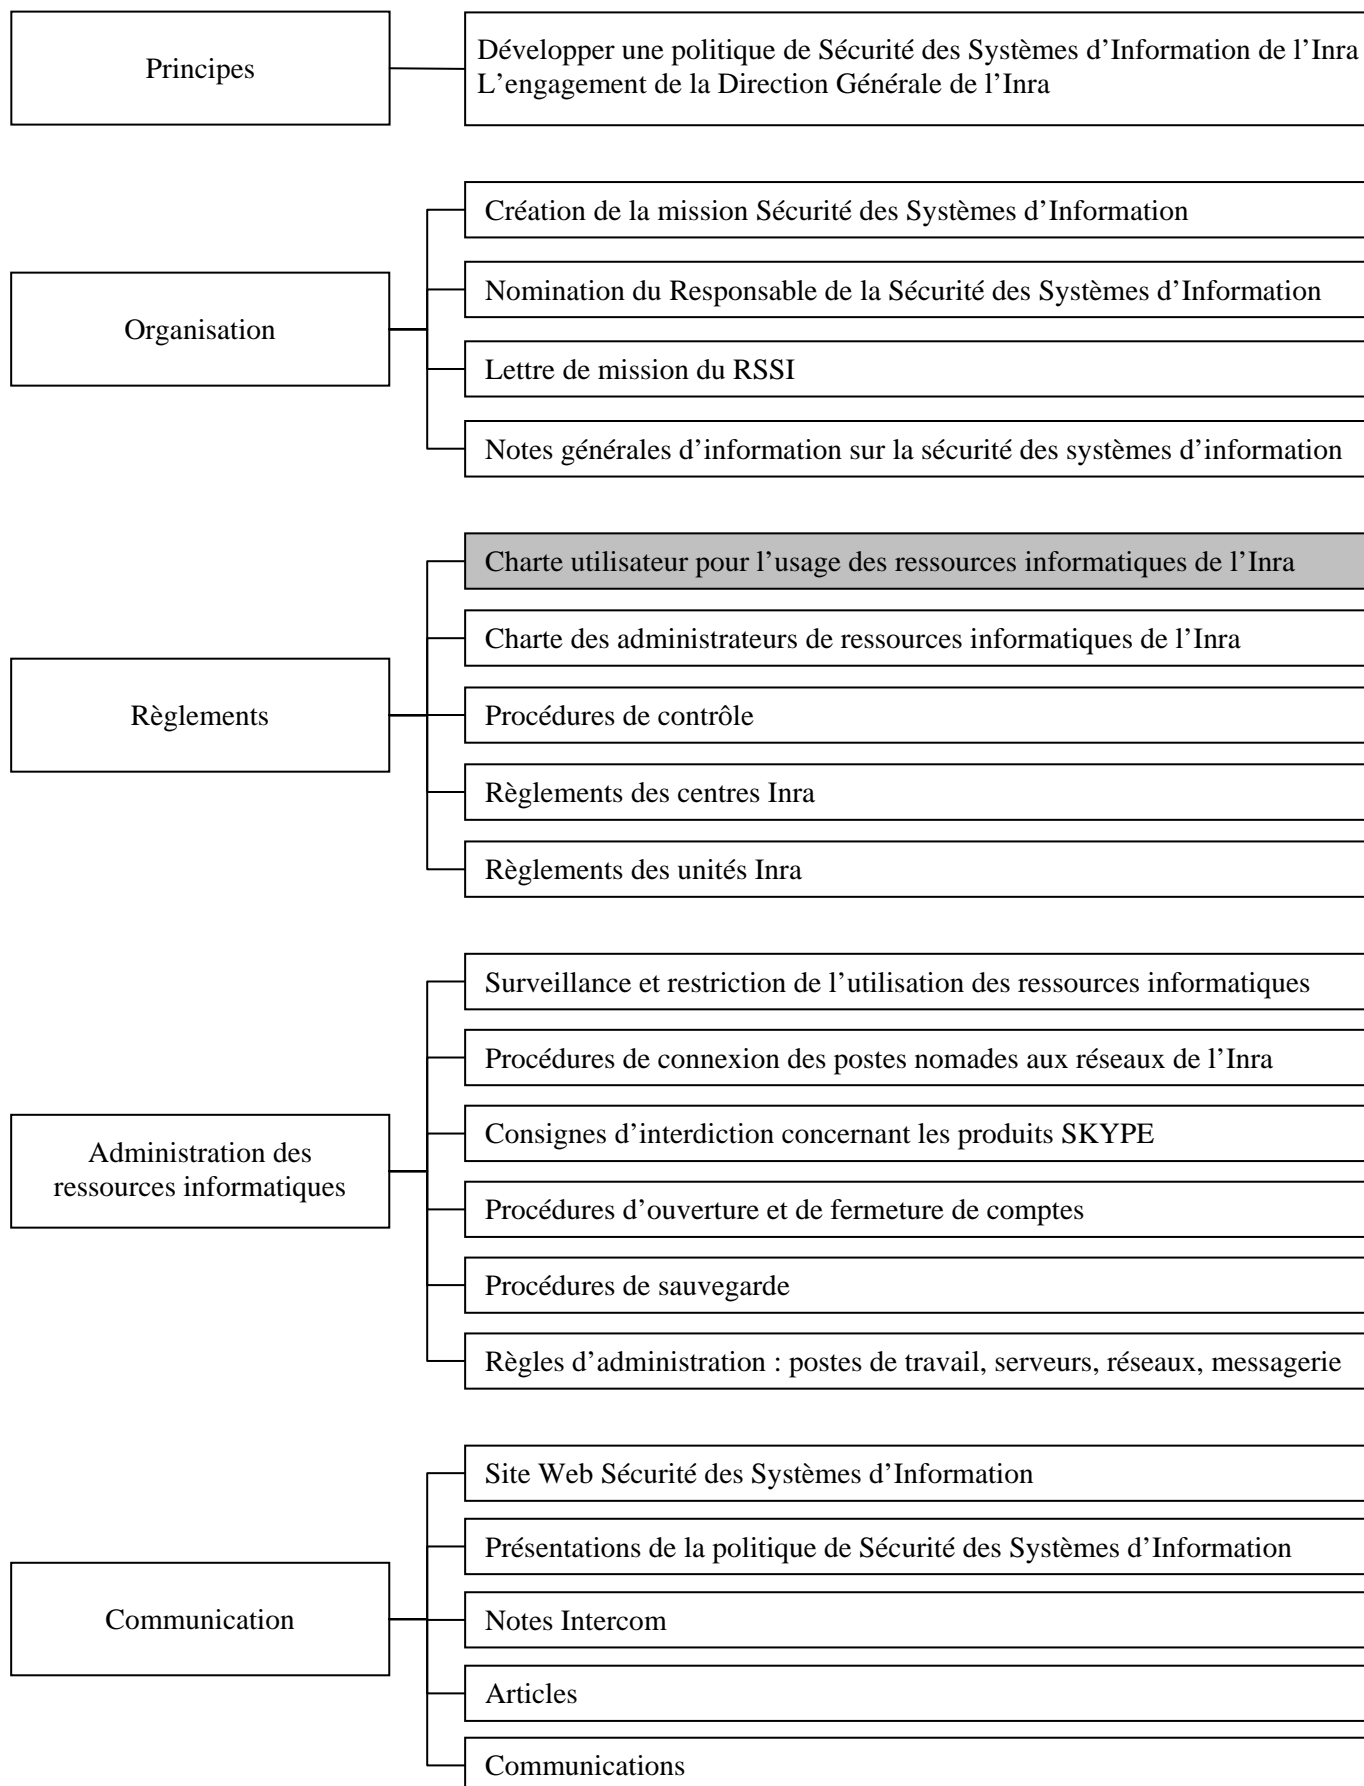 Principes
Développer une politique de Sécurité des Systèmes d’Information de l’Inra
L’engagement de la Direction Générale de l’Inra
Organisation
Création de la mission Sécurité des Systèmes d’Information
Nomination du Responsable de la Sécurité des Systèmes d’Information
Lettre de mission du RSSI
Notes générales d’information sur la sécurité des systèmes d’information
Règlements
Charte utilisateur pour l’usage des ressources informatiques de l’Inra
Charte des administrateurs de ressources informatiques de l’Inra
Procédures de contrôle
Règlements des centres Inra
Règlements des unités Inra
Administration des
ressources informatiques
Surveillance et restriction de l’utilisation des ressources informatiques
Procédures de connexion des postes nomades aux réseaux de l’Inra
Consignes d’interdiction concernant les produits SKYPE
Procédures d’ouverture et de fermeture de comptes
Procédures de sauvegarde
Règles d’administration : postes de travail, serveurs, réseaux, messagerie
Communication
Site Web Sécurité des Systèmes d’Information
Présentations de la politique de Sécurité des Systèmes d’Information
Notes Intercom
Articles
Communications